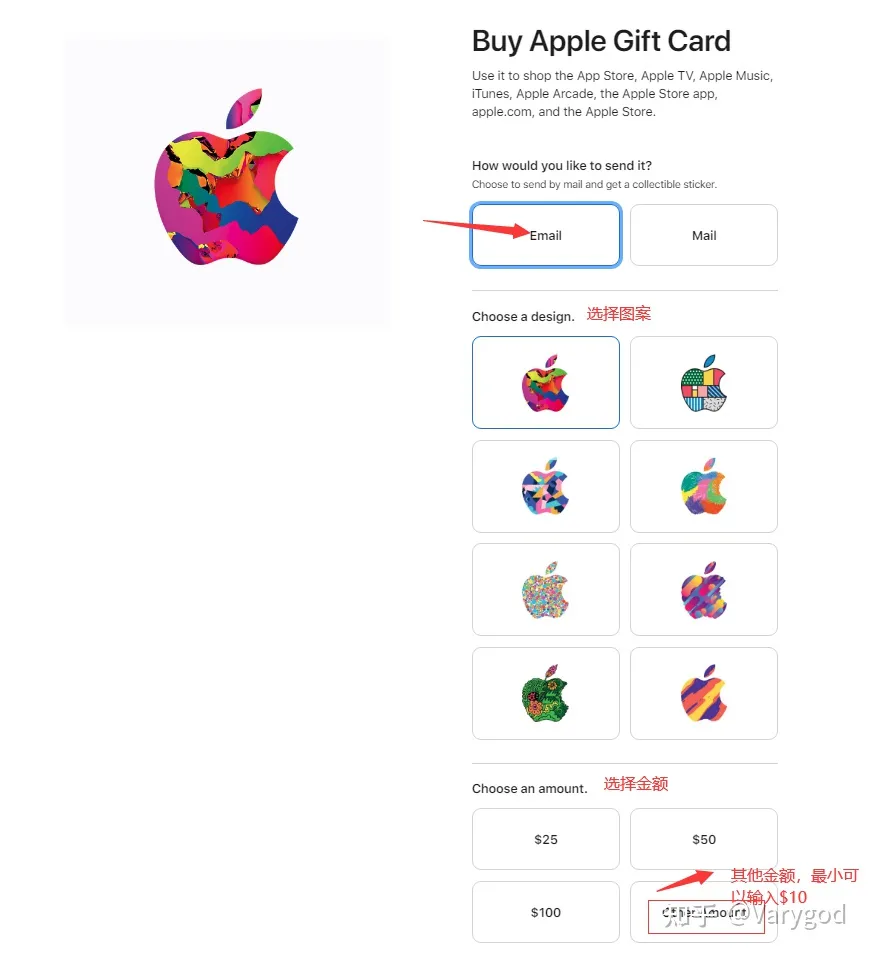 Buy Apple Gift Card
Use it to shop the App Store, Apple TV, Apple Music,
iTunes, Apple Arcade, the Apple Store app,
apple.com, and the Apple Store.
How would you like to send it?
Choose to send by mail and get a collectible sticker.
Email
Mail
Choose a design.
选择图案
Choose an amount.
选择金额
$25
$50
其他金额，最小可
以输入$10
$100
Other Amount
知乎 @Varygod